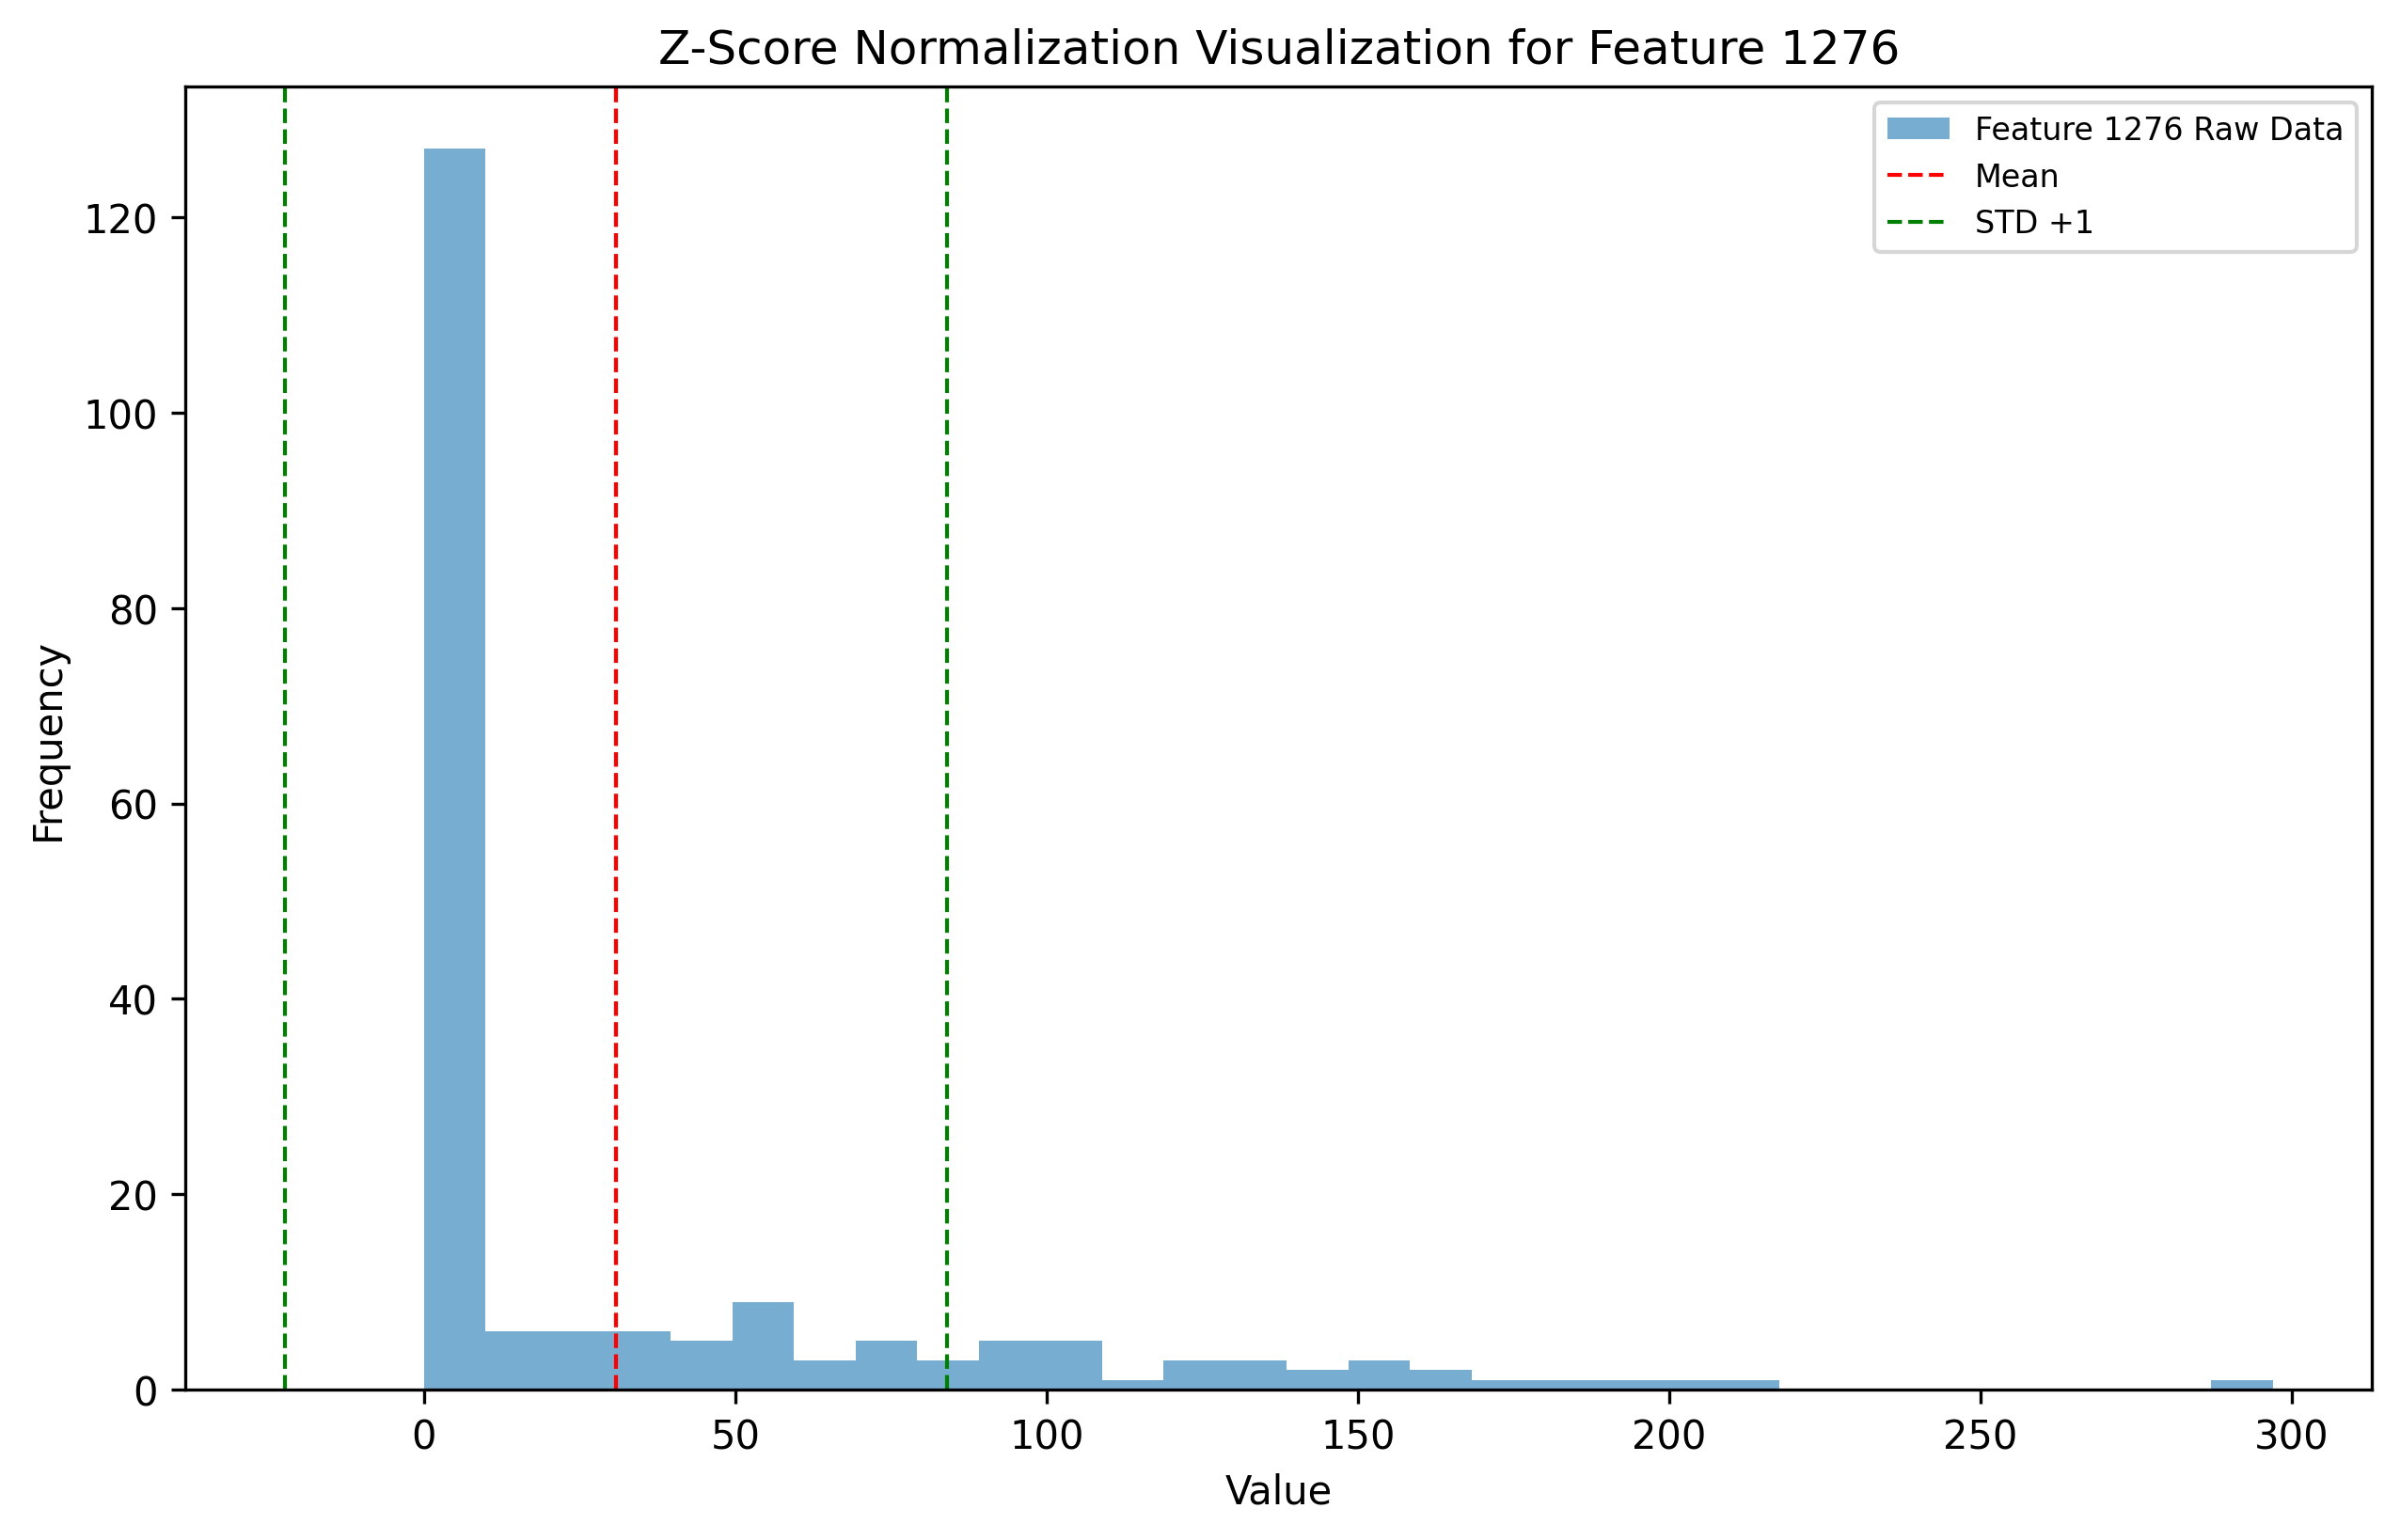 Z-Score Normalization Visualization for Feature 1276
Feature 1276 Raw Data
Mean
STD +1
120
100
80
60
40
20
0
Frequency
0 50 100 150 200 250 300
Value